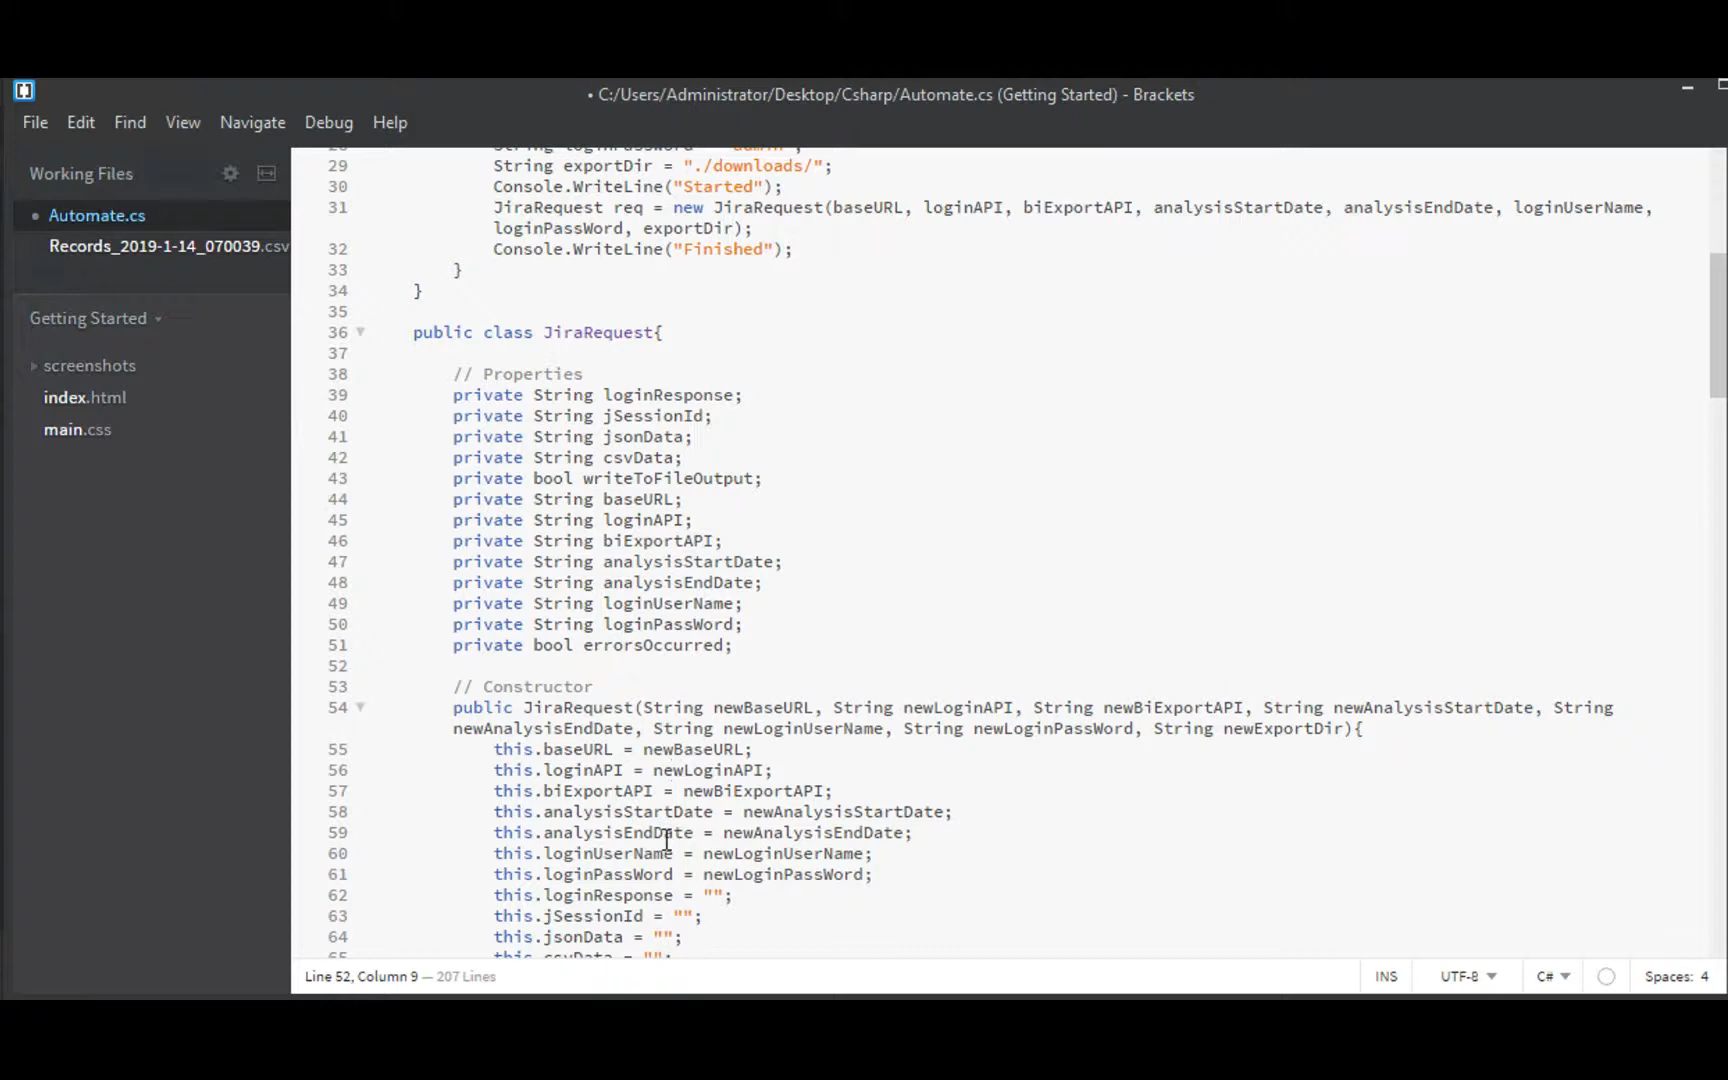 • C:/Users/Administrator/Desktop/Csharp/Automate.cs (Getting Started) - Brackets
File Edit Find View Navigate Debug Help
Working Files
Automate.cs
Records_2019-1-14_070039.csv
Getting Started
screenshots
index.html
main.css
28 String loginPassWord = "admin";
29 String exportDir = "./downloads/";
30 Console.WriteLine("Started");
31 JiraRequest req = new JiraRequest(baseURL, loginAPI, biExportAPI, analysisStartDate, analysisEndDate, loginUserName,
loginPassWord, exportDir);
32 Console.WriteLine("Finished");
33 }
34 }
35
36 public class JiraRequest{
37
38 // Properties
39 private String loginResponse;
40 private String jSessionId;
41 private String jsonData;
42 private String csvData;
43 private bool writeToFileOutput;
44 private String baseURL;
45 private String loginAPI;
46 private String biExportAPI;
47 private String analysisStartDate;
48 private String analysisEndDate;
49 private String loginUserName;
50 private String loginPassWord;
51 private bool errorsOccurred;
52
53 // Constructor
54 public JiraRequest(String newBaseURL, String newLoginAPI, String newBiExportAPI, String newAnalysisStartDate, String
newAnalysisEndDate, String newLoginUserName, String newLoginPassWord, String newExportDir){
55 this.baseURL = newBaseURL;
56 this.loginAPI = newLoginAPI;
57 this.biExportAPI = newBiExportAPI;
58 this.analysisStartDate = newAnalysisStartDate;
59 this.analysisEndDate = newAnalysisEndDate;
60 this.loginUserName = newLoginUserName;
61 this.loginPassWord = newLoginPassWord;
62 this.loginResponse = "";
63 this.jSessionId = "";
64 this.jsonData = "";
65 this.csvData = "";
Line 52, Column 9 — 207 Lines
INS UTF-8 C# Spaces: 4